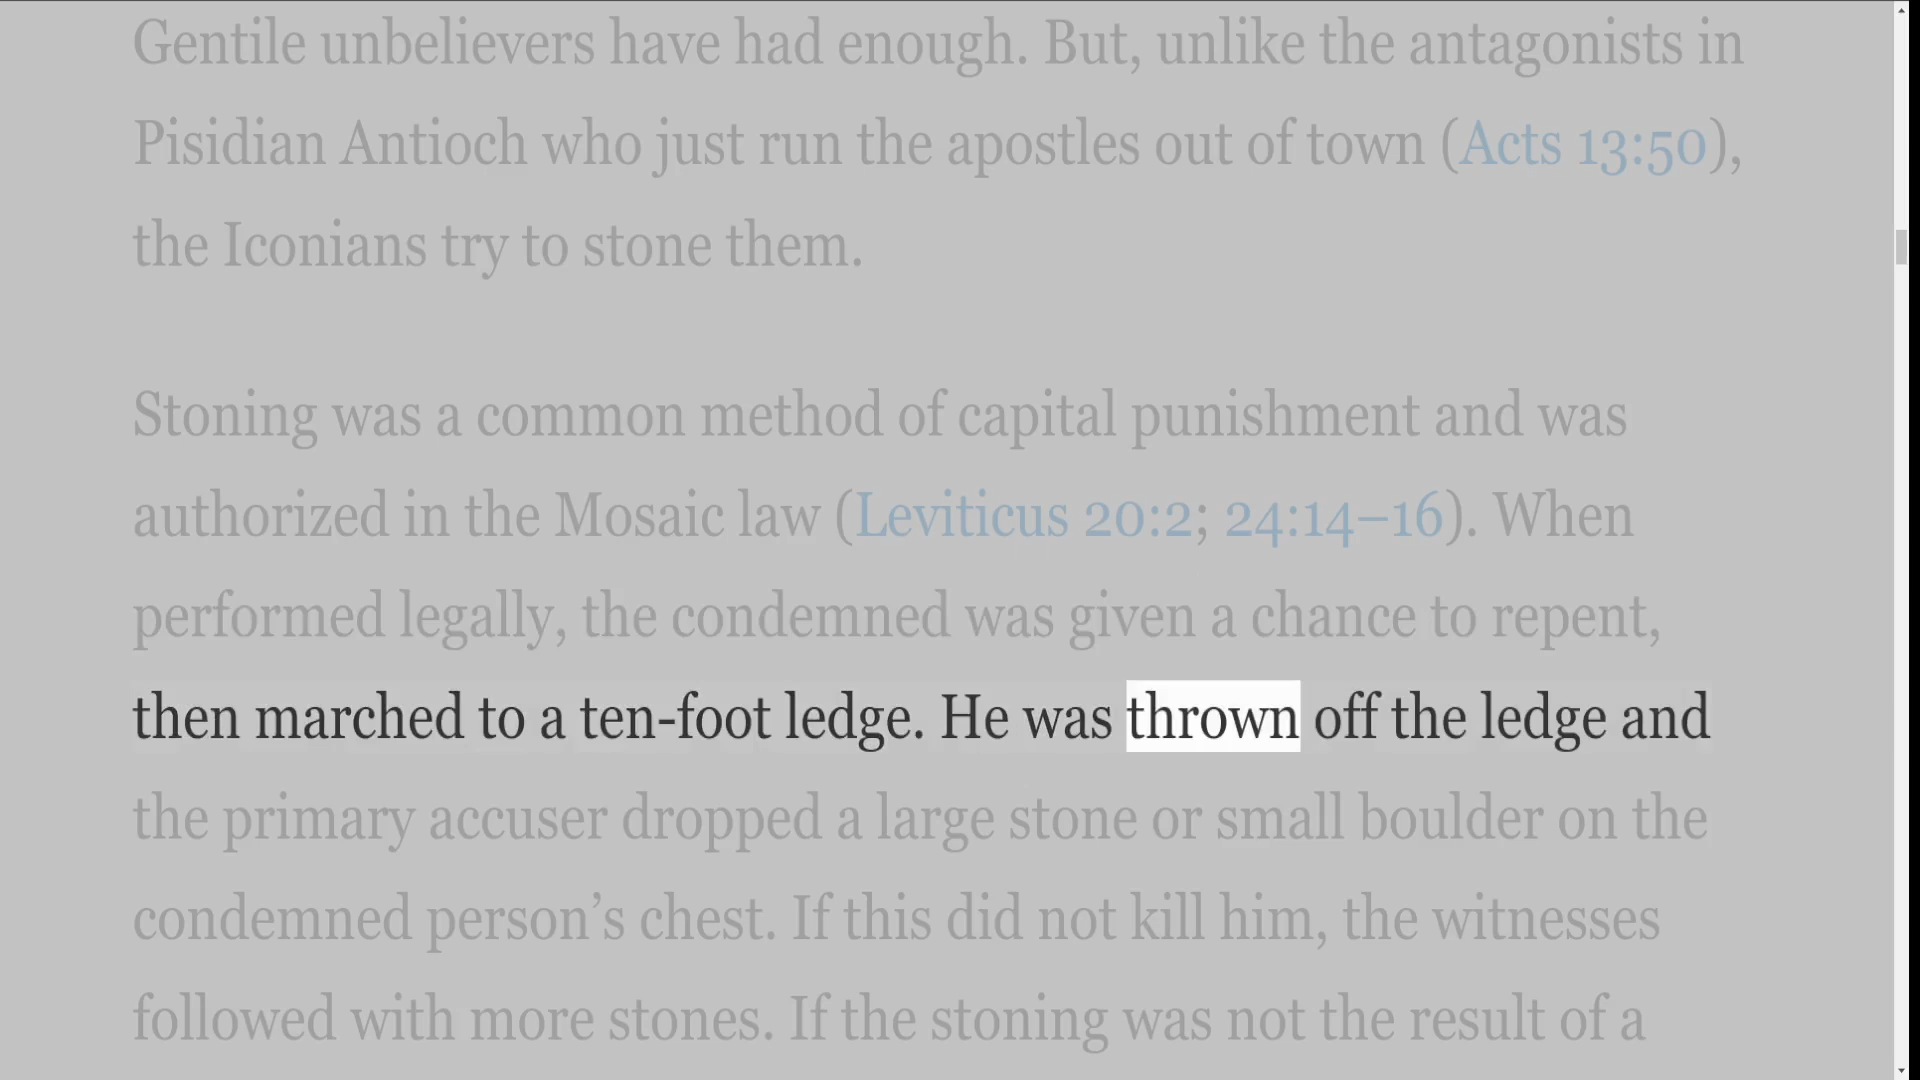 Gentile unbelievers have had enough. But, unlike the antagonists in
Pisidian Antioch who just run the apostles out of town (Acts 13:50),
the Iconians try to stone them.
Stoning was a common method of capital punishment and was
authorized in the Mosaic law (Leviticus 20:2; 24:14–16). When
performed legally, the condemned was given a chance to repent,
then marched to a ten-foot ledge. He was thrown off the ledge and
the primary accuser dropped a large stone or small boulder on the
condemned person’s chest. If this did not kill him, the witnesses
followed with more stones. If the stoning was not the result of a